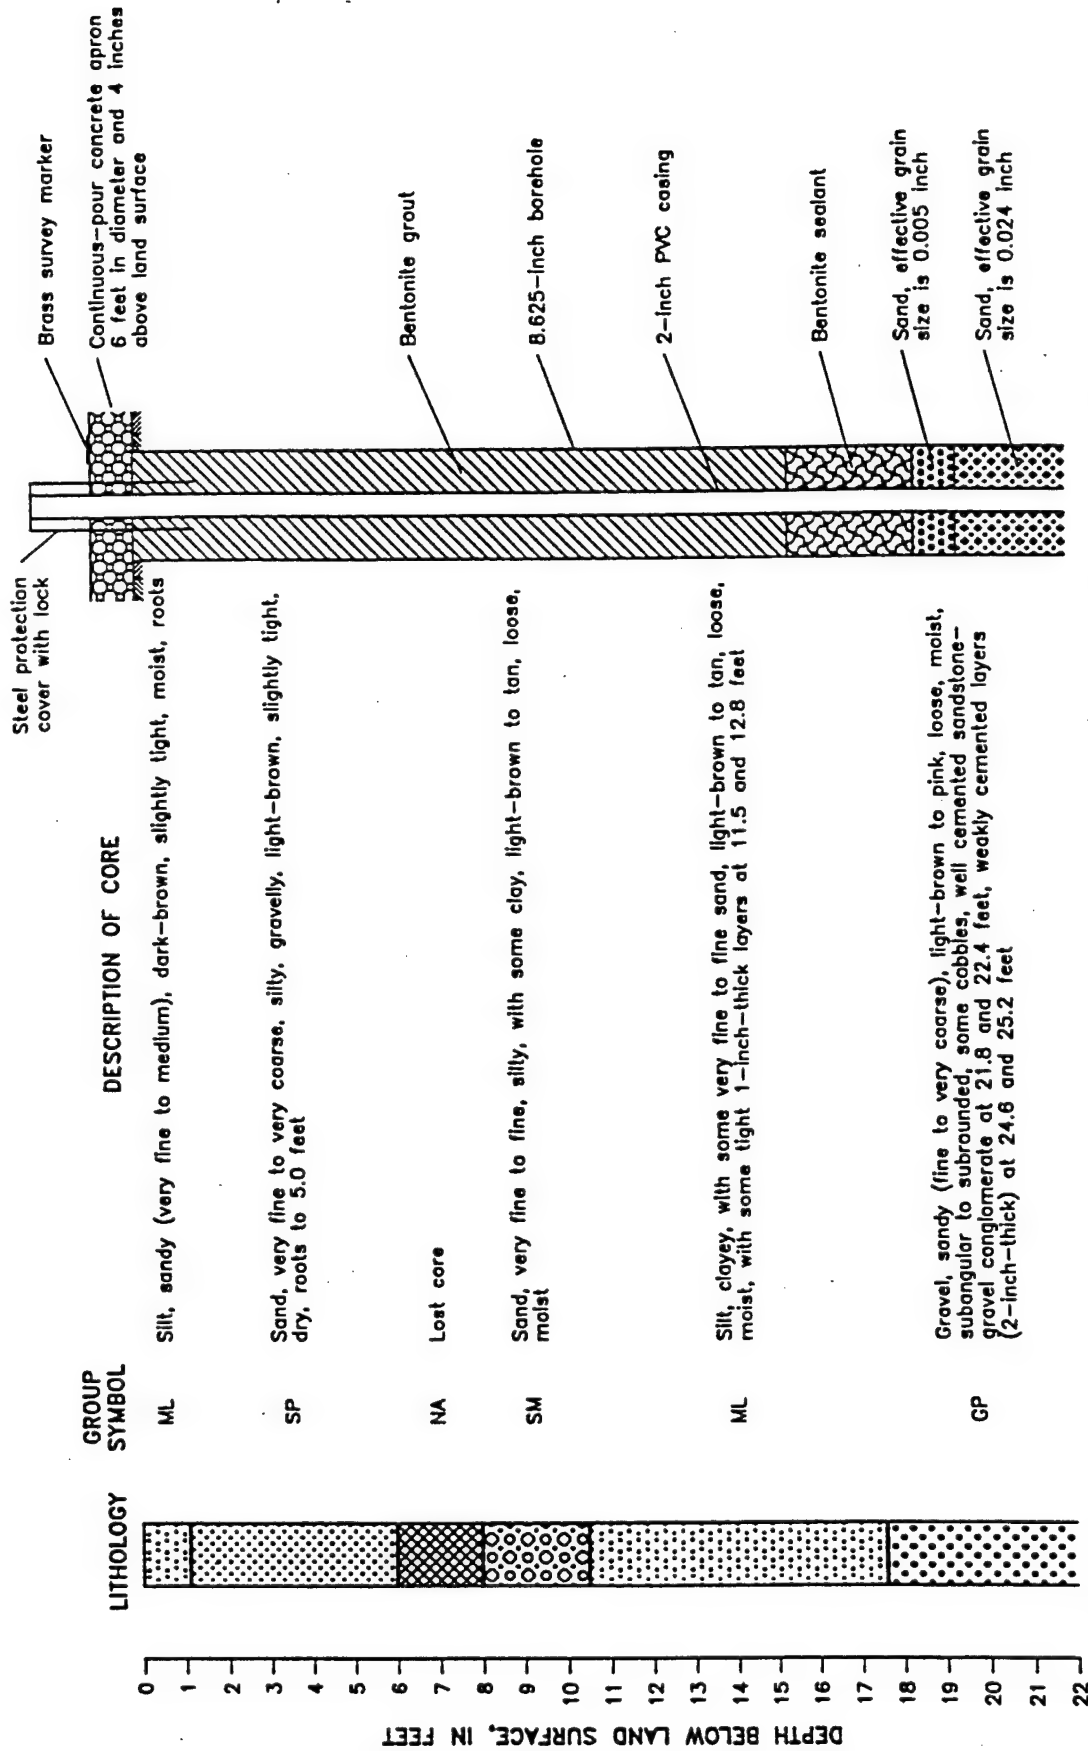 Steel protection
cover with lock
Brass survey marker
Continuous-pour concrete apron
6 feet in diameter and 4 inches
above land surface
Bentonite grout
8.625-inch borehole
2-inch PVC casing
Bentonite sealant
Sand, effective grain
size is 0.005 inch
Sand, effective grain
size is 0.024 inch
DESCRIPTION OF CORE
Silt, sandy (very fine to medium), dark-brown, slightly tight, moist, roots
Sand, very fine to very coarse, silty, gravelly, light-brown, slightly tight,
dry, roots to 5.0 feet
Lost core
Sand, very fine to fine, silty, with some clay, light-brown to tan, loose,
moist
Silt, clayey, with some very fine to fine sand, light-brown to tan, loose,
moist, with some tight 1-inch-thick layers at 11.5 and 12.8 feet
Gravel, sandy (fine to very coarse), light-brown to pink, loose, moist,
subangular to subrounded, some cobbles, well cemented sandstone-
gravel conglomerate at 21.8 and 22.4 feet, weakly cemented layers
(2-inch-thick) at 24.6 and 25.2 feet
GROUP
SYMBOL
ML
SP
NA
SM
ML
GP
LITHOLOGY
0
1
2
3
4
5
6
7
8
9
10
11
12
13
14
15
16
17
18
19
20
21
22
DEPTH BELOW LAND SURFACE, IN FEET